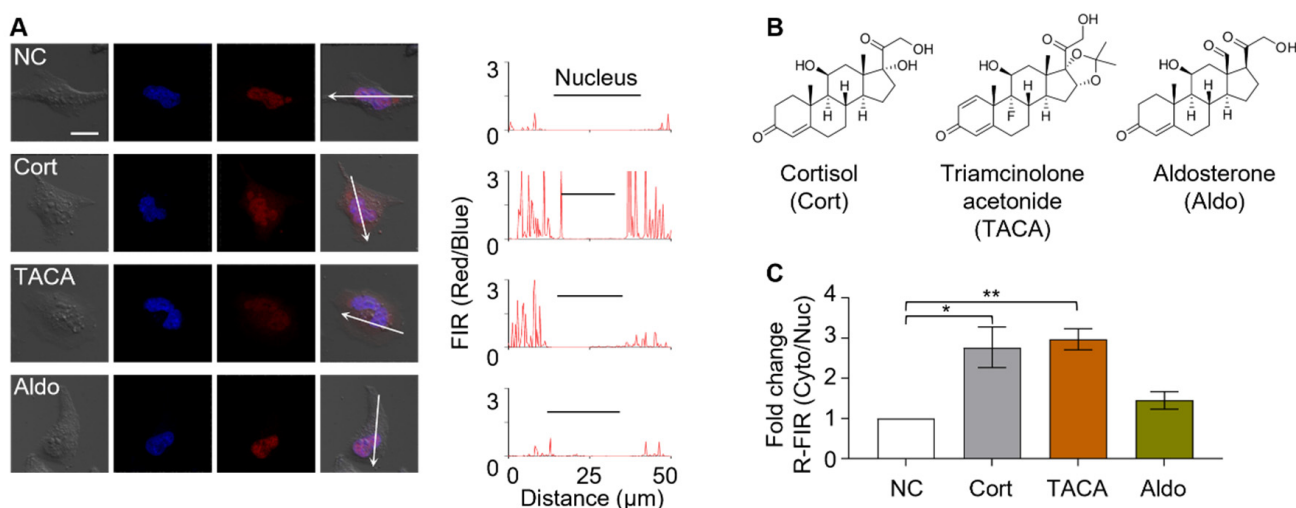 A
NC
Cort
TACA
Aldo
FIR (Red/Blue)
3
0
Nucleus
3
0
3
0
3
0
0 25 50
Distance (µm)
B
O
OH
HO
OH
H
H
H
O
Cortisol
(Cort)
OH
O
HO
O
O
H
F
H
O
Triamcinolone
acetonide
(TACA)
O
O
OH
HO
H
H
H
O
Aldosterone
(Aldo)
C
Fold change
R-FIR (Cyto/Nuc)
4
3
2
1
0
**
*
NC Cort TACA Aldo